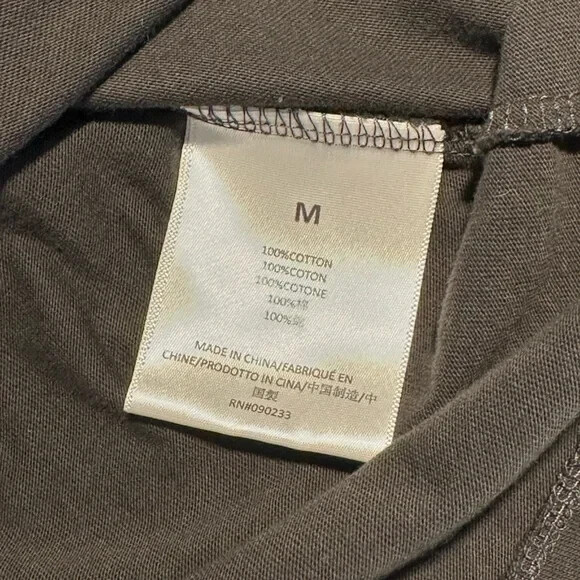 M
100%COTTON
100%COTON
100%COTONE
100%棉
100%
MADE IN CHINA/FABRIQUÉ EN
CHINE/PRODOTTO IN CINA/中国制造/中
国製
RN#090233